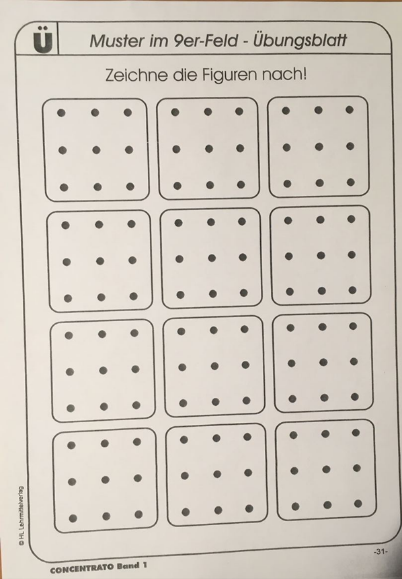 Ü
Muster im 9er-Feld - Übungsblatt
Zeichne die Figuren nach!
© HL Lehrmittelverlag
CONCENTRATO Band 1
-31-